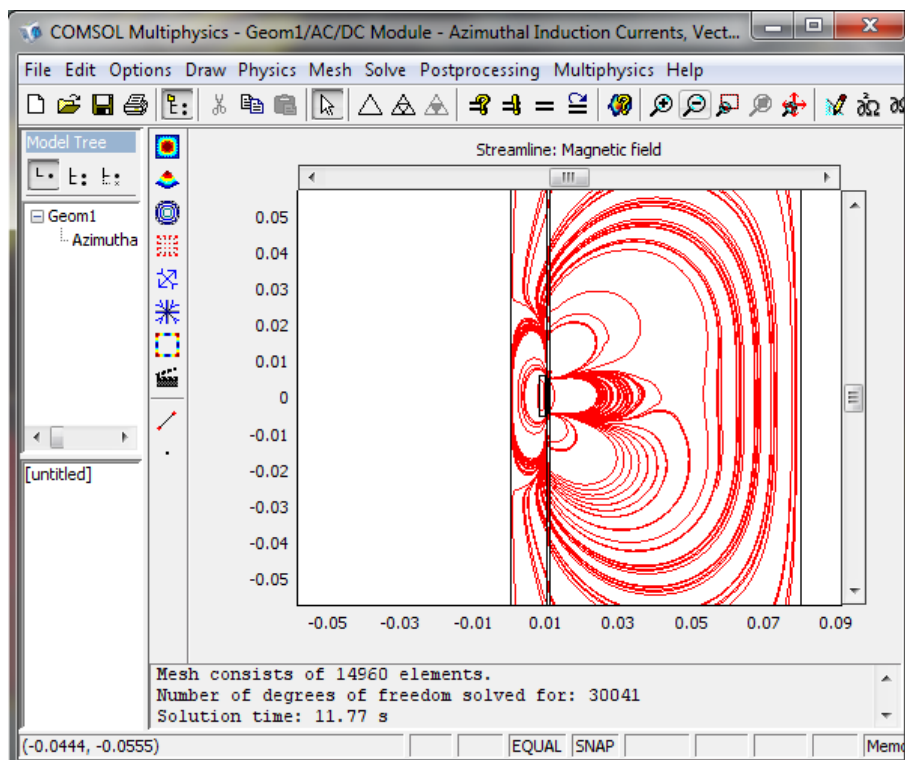 COMSOL Multiphysics - Geom1/AC/DC Module - Azimuthal Induction Currents, Vect...
File Edit Options Draw Physics Mesh Solve Postprocessing Multiphysics Help
Model Tree
Geom1
Azimutha
[untitled]
Streamline: Magnetic field
0.05
0.04
0.03
0.02
0.01
0
-0.01
-0.02
-0.03
-0.04
-0.05
-0.05 -0.03 -0.01 0.01 0.03 0.05 0.07 0.09
Mesh consists of 14960 elements.
Number of degrees of freedom solved for: 30041
Solution time: 11.77 s
(-0.0444, -0.0555) EQUAL SNAP Memo